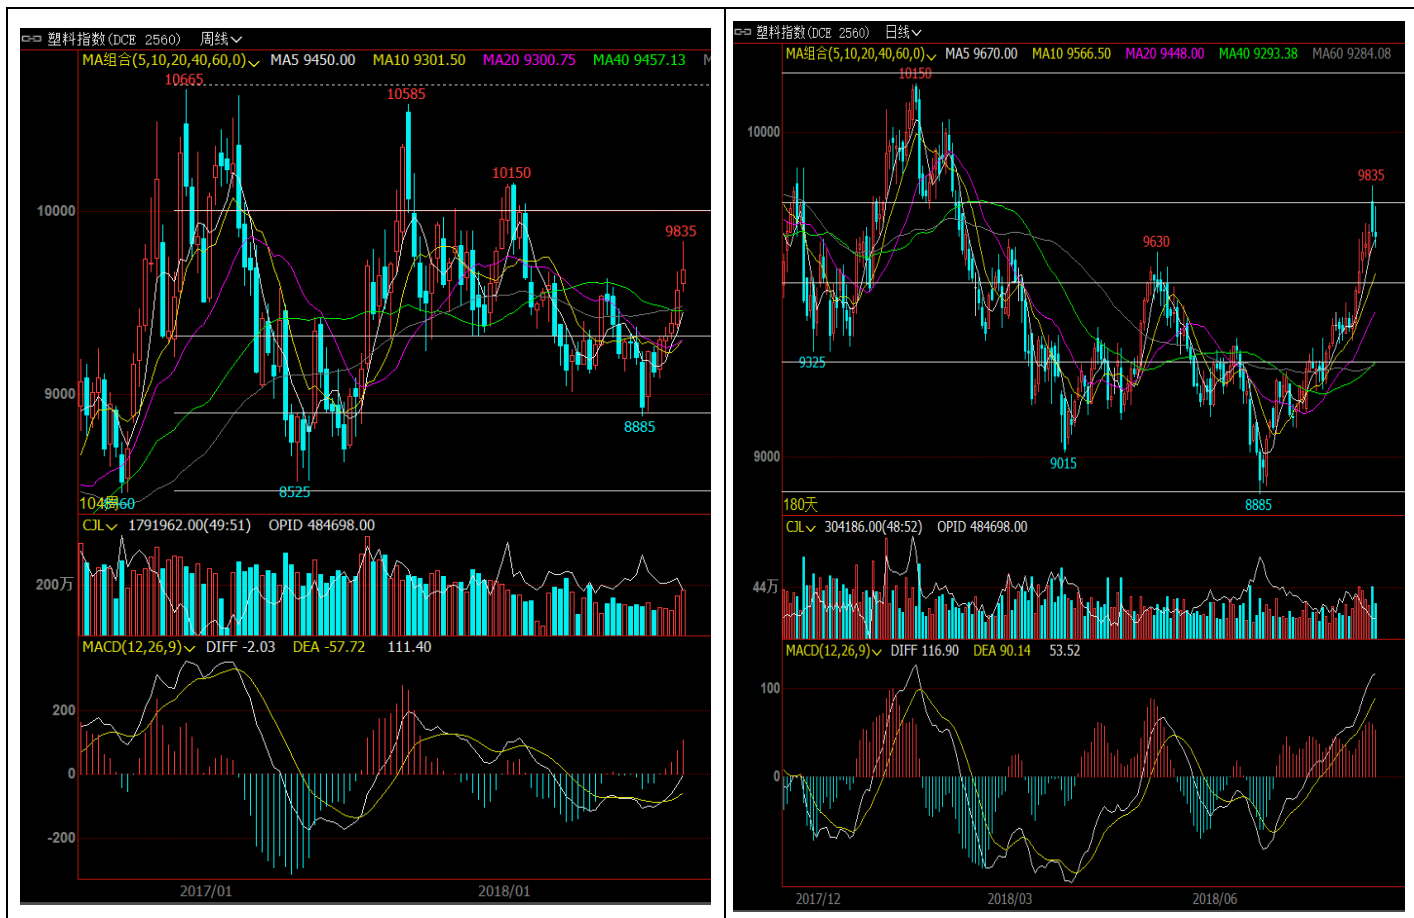 塑料指数(DCE 2560) 周线
MA组合(5,10,20,40,60,0) MA5 9450.00 MA10 9301.50 MA20 9300.75 MA40 9457.13
10665
10585
10150
10000
9835
9000
8885
8525
104周 60
CJL 1791962.00(49:51) OPID 484698.00
200万
MACD(12,26,9) DIFF -2.03 DEA -57.72 111.40
200
0
-200
2017/01 2018/01
塑料指数(DCE 2560) 日线
MA组合(5,10,20,40,60,0) MA5 9670.00 MA10 9566.50 MA20 9448.00 MA40 9293.38 MA60 9284.08
10150
10000
9835
9630
9325
9000
9015
8885
180天
CJL 304186.00(48:52) OPID 484698.00
44万
MACD(12,26,9) DIFF 116.90 DEA 90.14 53.52
100
0
2017/12 2018/03 2018/06